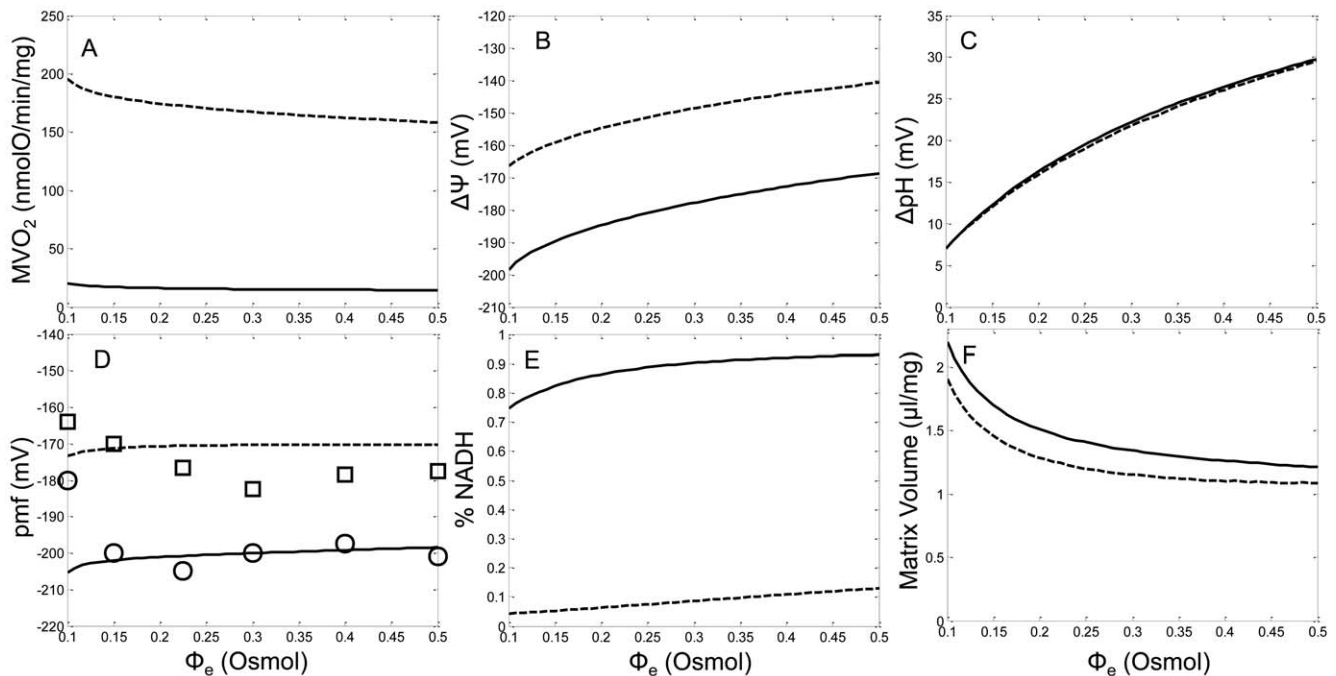 A
MVO₂ (nmolO/min/mg)
250
200
150
100
50
0
0.1 0.15 0.2 0.25 0.3 0.35 0.4 0.45 0.5
B
ΔΨ (mV)
-120
-130
-140
-150
-160
-170
-180
-190
-200
-210
0.1 0.15 0.2 0.25 0.3 0.35 0.4 0.45 0.5
C
ΔpH (mV)
35
30
25
20
15
10
5
0
0.1 0.15 0.2 0.25 0.3 0.35 0.4 0.45 0.5
D
pmf (mV)
-140
-150
-160
-170
-180
-190
-200
-210
-220
0.1 0.15 0.2 0.25 0.3 0.35 0.4 0.45 0.5
Φₑ (Osmol)
E
% NADH
1
0.9
0.8
0.7
0.6
0.5
0.4
0.3
0.2
0.1
0
0.1 0.15 0.2 0.25 0.3 0.35 0.4 0.45 0.5
Φₑ (Osmol)
F
Matrix Volume (μl/mg)
2
1.5
1
0.5
0
0.1 0.15 0.2 0.25 0.3 0.35 0.4 0.45 0.5
Φₑ (Osmol)